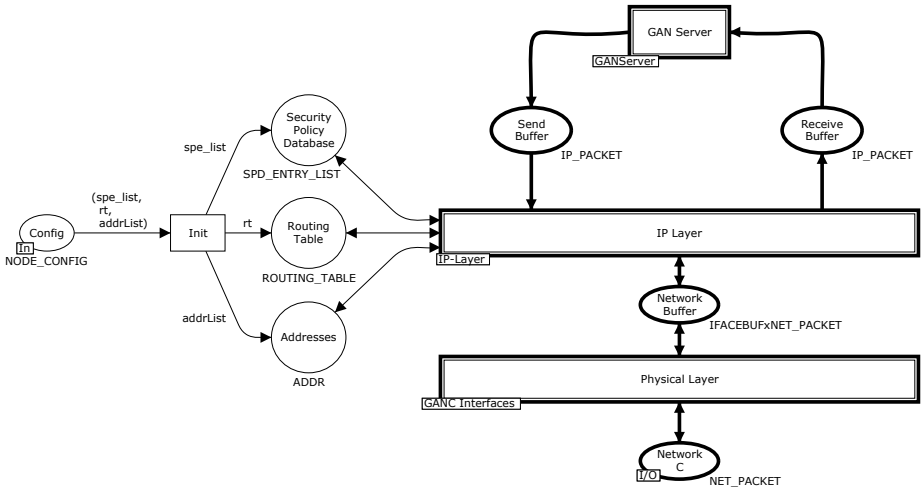 GAN Server
GANServer
Send
Buffer
IP_PACKET
Receive
Buffer
IP_PACKET
Security
Policy
Database
SPD_ENTRY_LIST
spe_list
(spe_list,
rt,
addrList)
Config
In
NODE_CONFIG
Init
rt
Routing
Table
ROUTING_TABLE
IP Layer
IP-Layer
addrList
Addresses
ADDR
Network
Buffer
IFACEBUFxNET_PACKET
Physical Layer
GANC Interfaces
Network
C
I/O
NET_PACKET